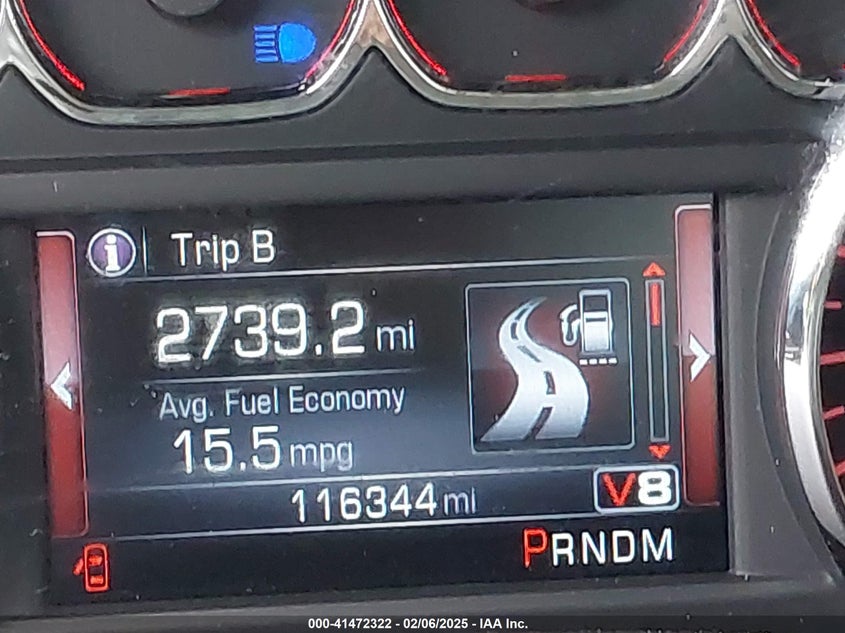 Trip B
2739.2 mi
Avg. Fuel Economy
15.5 mpg
116344 mi
V8
PRNDM
000-41472322 - 02/06/2025 - IAA Inc.